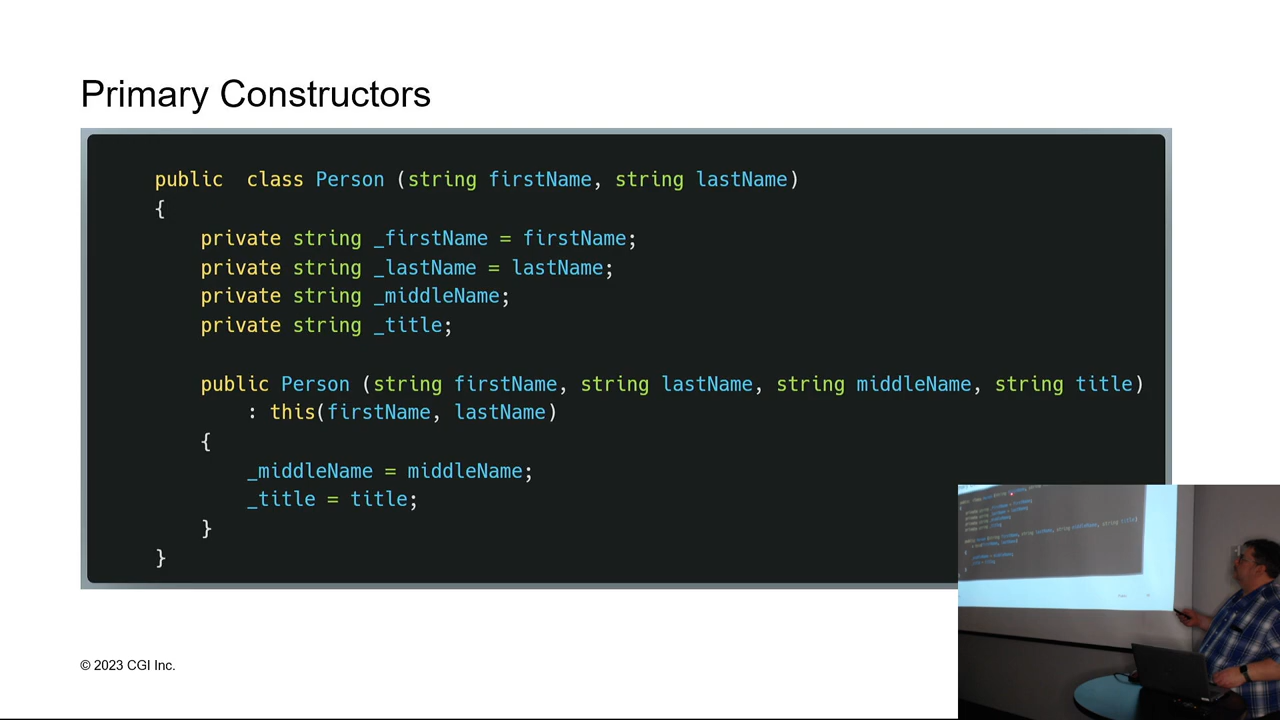 Primary Constructors
public  class Person (string firstName, string lastName)
{
private string _firstName = firstName;
private string _lastName = lastName;
private string _middleName;
private string _title;
public Person (string firstName, string lastName, string middleName, string title)
: this(firstName, lastName)
{
_middleName = middleName;
_title = title;
}
}
© 2023 CGI Inc.